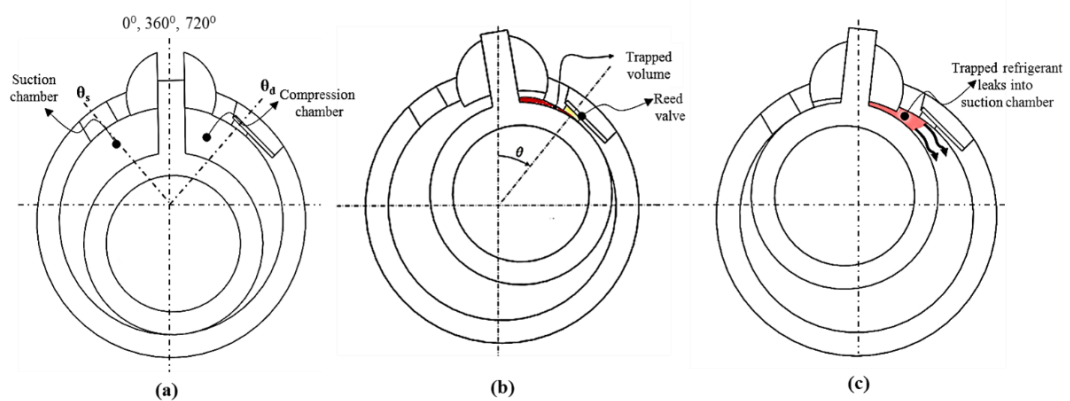 0⁰, 360⁰, 720⁰
Suction
chamber
θs
θd
Compression
chamber
(a)
Trapped
volume
Reed
valve
θ
(b)
Trapped refrigerant
leaks into
suction chamber
(c)